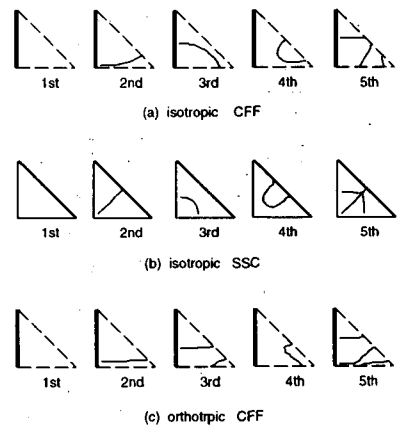 1st 2nd 3rd 4th 5th
(a) isotropic CFF
1st 2nd 3rd 4th 5th
(b) isotropic SSC
1st 2nd 3rd 4th 5th
(c) orthotrpic CFF